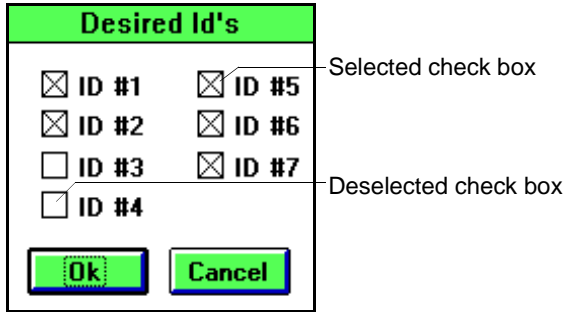 Desired Id's
ID #1
ID #2
ID #3
ID #4
ID #5
ID #6
ID #7
Ok
Cancel
Selected check box
Deselected check box